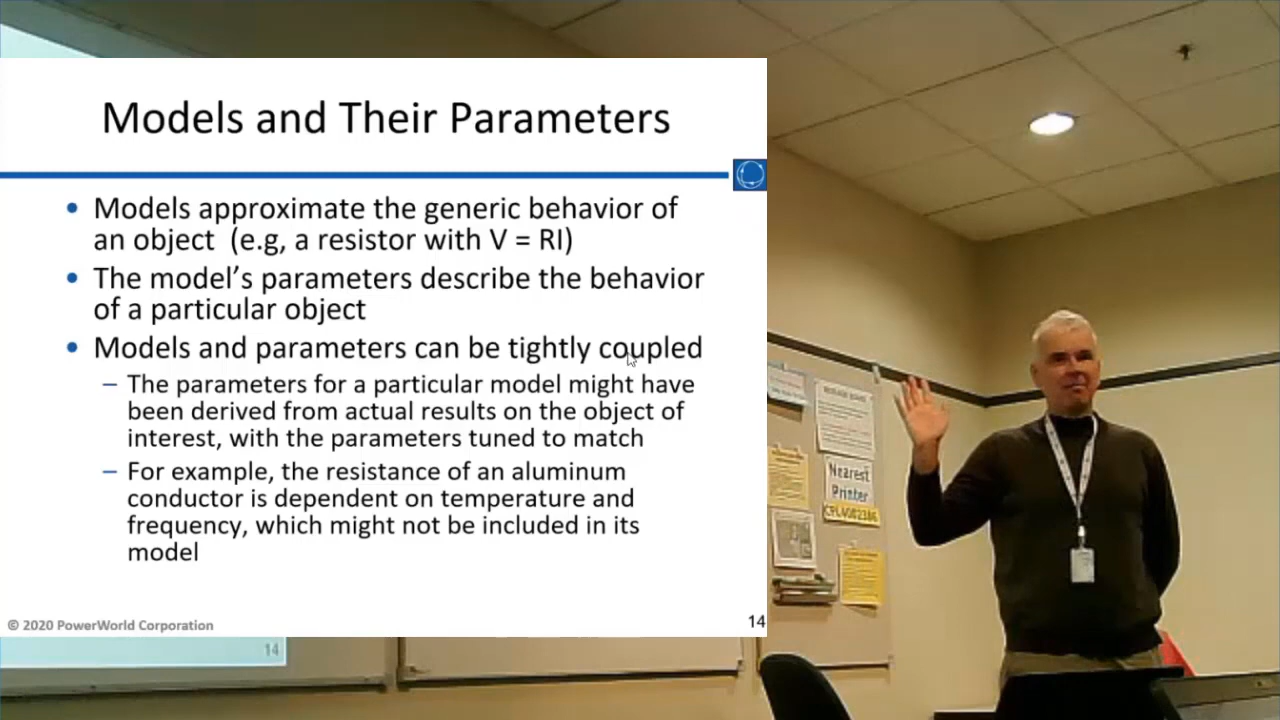 Models and Their Parameters
• Models approximate the generic behavior of
an object (e.g, a resistor with V = RI)
• The model's parameters describe the behavior
of a particular object
• Models and parameters can be tightly coupled
– The parameters for a particular model might have
been derived from actual results on the object of
interest, with the parameters tuned to match
– For example, the resistance of an aluminum
conductor is dependent on temperature and
frequency, which might not be included in its
model
© 2020 PowerWorld Corporation
14
14
Nearest
Printer